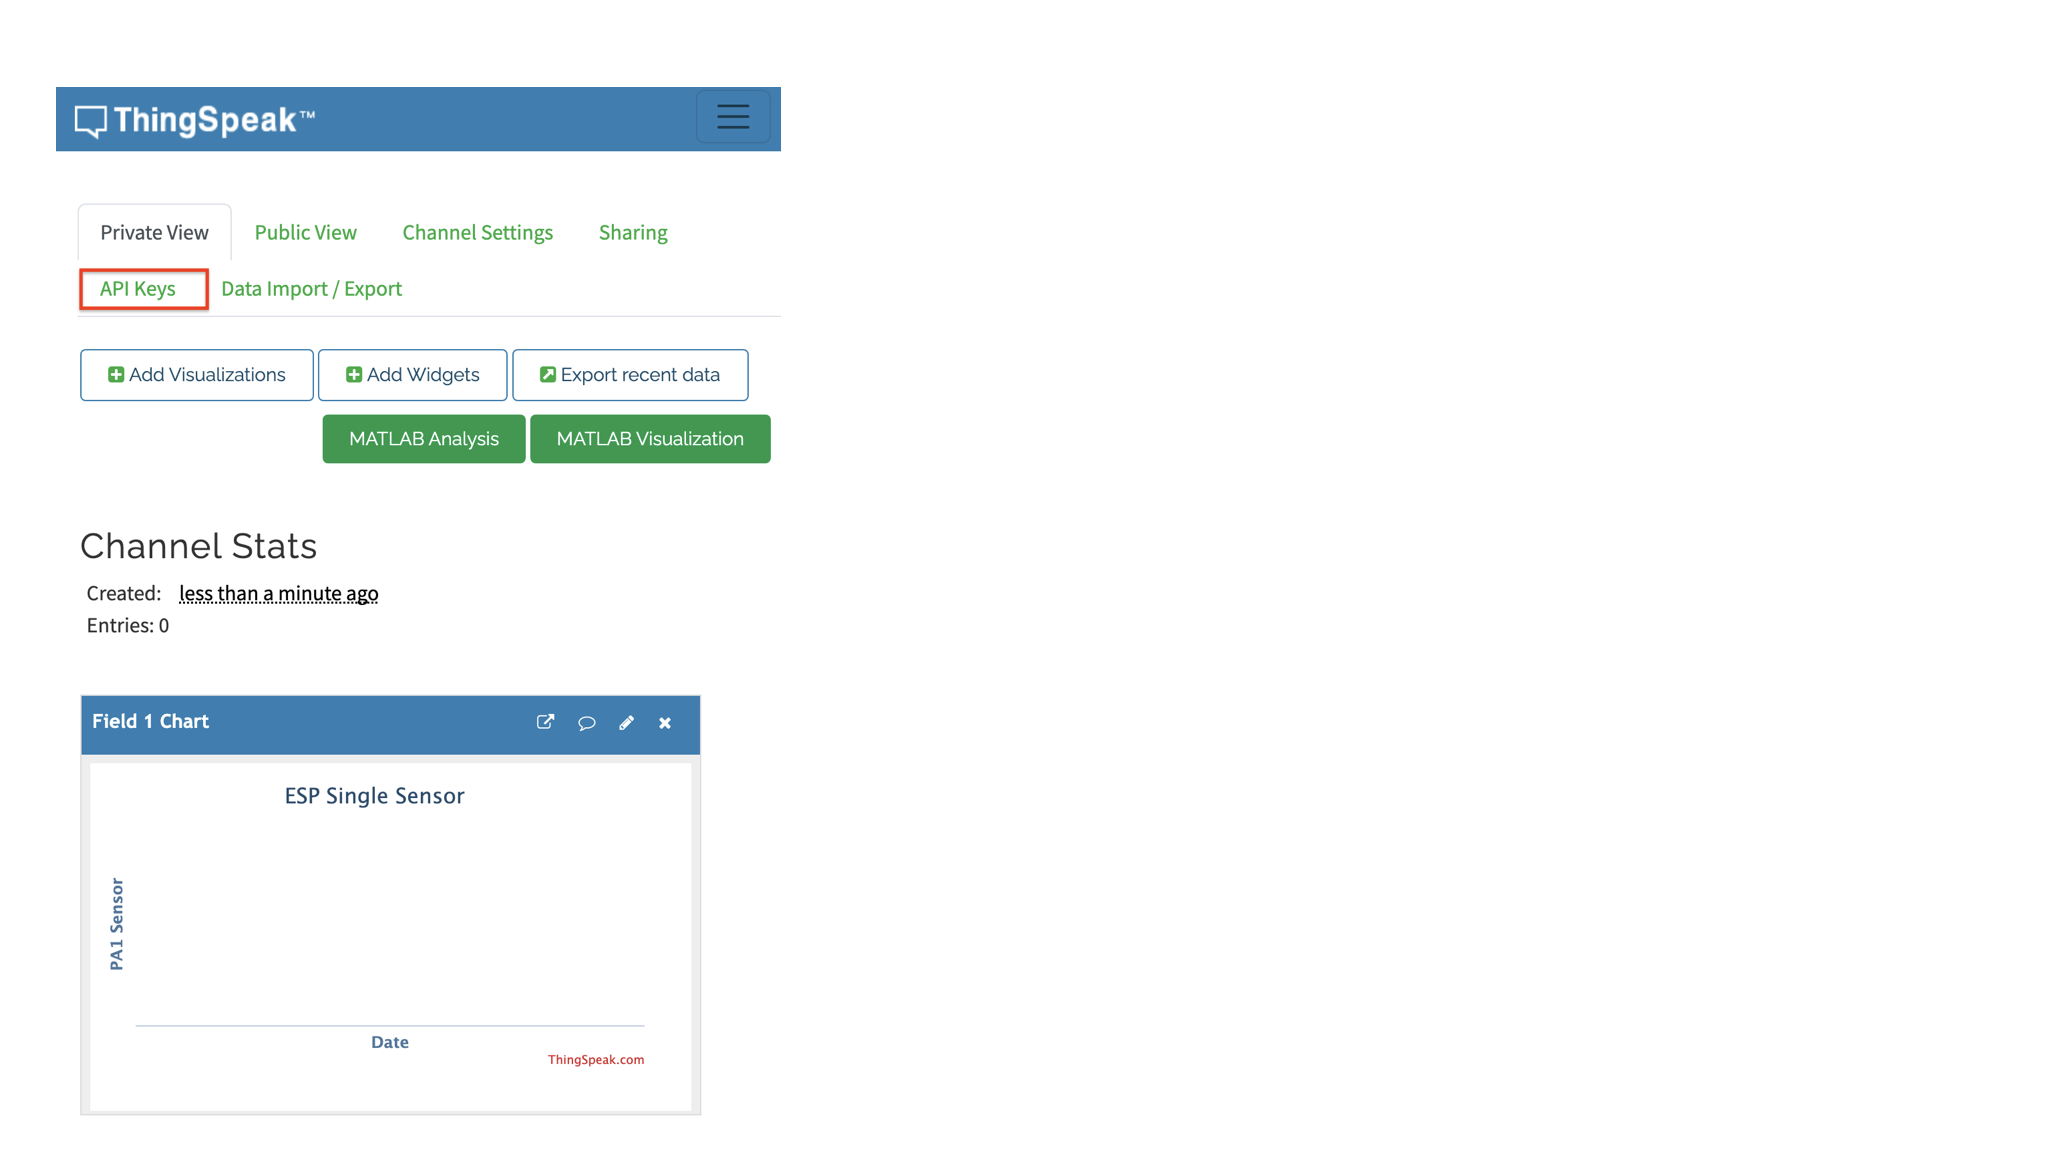 ThingSpeak™
Private View Public View Channel Settings Sharing
API Keys Data Import / Export
Add Visualizations Add Widgets Export recent data
MATLAB Analysis MATLAB Visualization
Channel Stats
Created: less than a minute ago
Entries: 0
Field 1 Chart
ESP Single Sensor
PA1 Sensor
Date
ThingSpeak.com